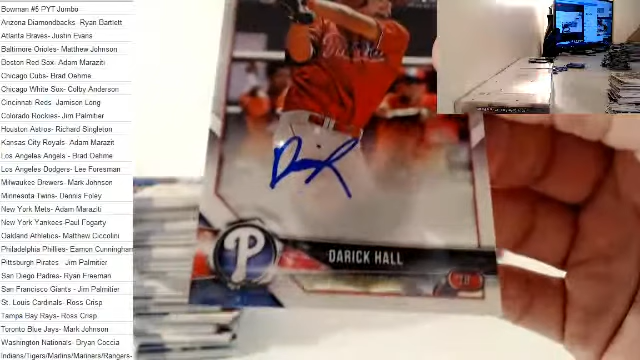 Bowman #5 PYT Jumbo
Arizona Diamondbacks- Ryan Bartlett
Atlanta Braves- Justin Evans
Baltimore Orioles- Matthew Johnson
Boston Red Sox- Adam Maraziti
Chicago Cubs- Brad Oehme
Chicago White Sox- Colby Anderson
Cincinnati Reds- Jamison Long
Colorado Rockies- Jim Palmitier
Houston Astros- Richard Singleton
Kansas City Royals- Adam Marazit
Los Angeles Angels - Brad Oehme
Los Angeles Dodgers- Lee Foresman
Milwaukee Brewers- Mark Johnson
Minnesota Twins- Dennis Foley
New York Mets- Adam Maraziti
New York Yankees-Paul Fogarty
Oakland Athletics- Matthew Ciccolini
Philadelphia Phillies- Eamon Cunningham
Pittsburgh Pirates - Jim Palmitier
San Diego Padres- Ryan Freeman
San Francisco Giants - Jim Palmitier
St. Louis Cardinals- Ross Crisp
Tampa Bay Rays- Ross Crisp
Toronto Blue Jays- Mark Johnson
Washington Nationals- Bryan Coccia
Indians/Tigers/Marlins/Mariners/Rangers-
P
DARICK HALL